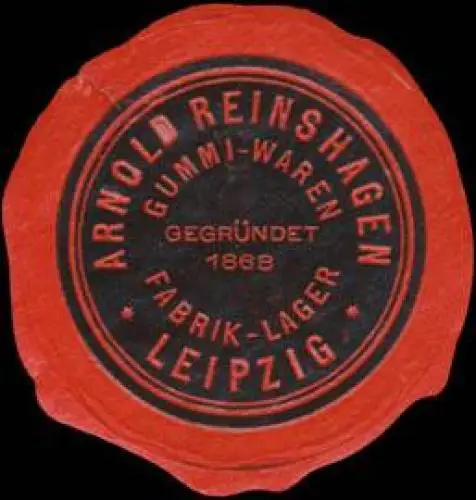 ARNOLD REINSHAGEN
GUMMI-WAREN
GEGRÜNDET
1868
FABRIK-LAGER
* LEIPZIG *